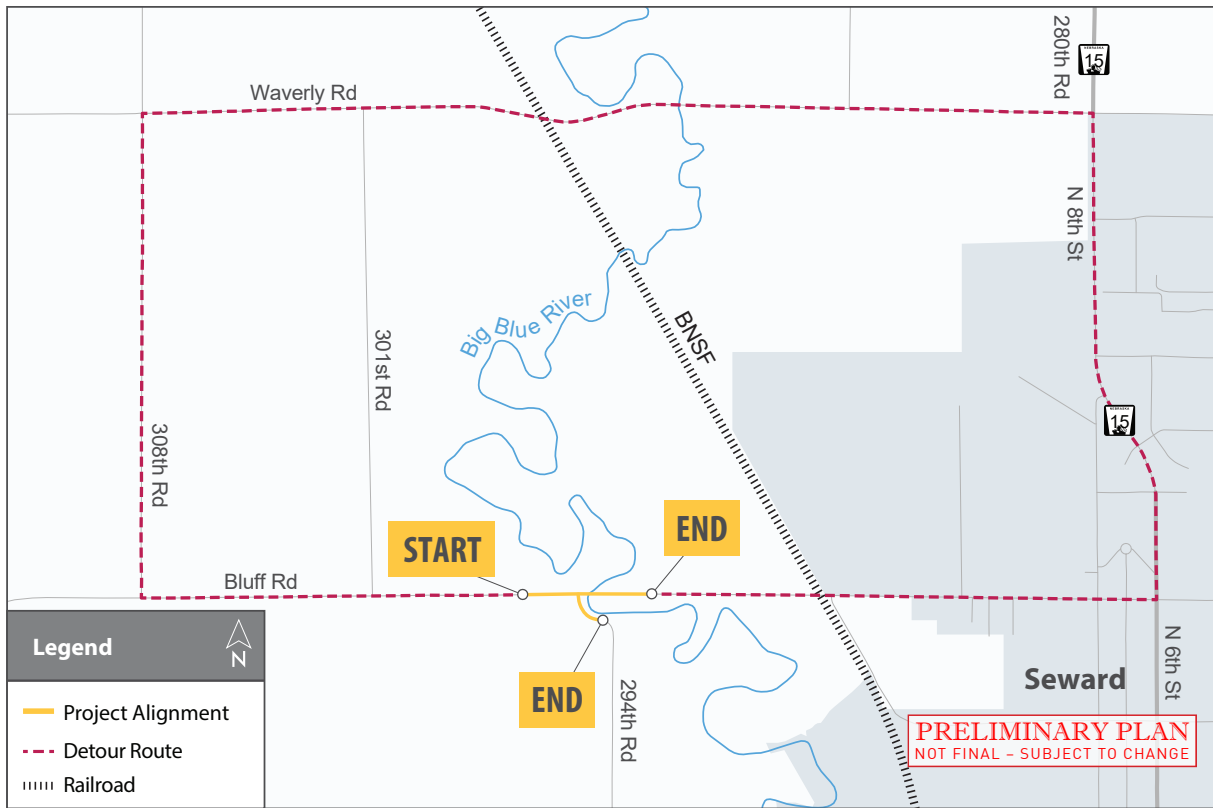 280th Rd
NEBRASKA
15
Waverly Rd
N 8th St
Big Blue River
BNSF
301st Rd
308th Rd
NEBRASKA
15
START
END
Bluff Rd
END
294th Rd
N 6th St
Seward
Legend
N
Project Alignment
Detour Route
Railroad
PRELIMINARY PLAN
NOT FINAL – SUBJECT TO CHANGE